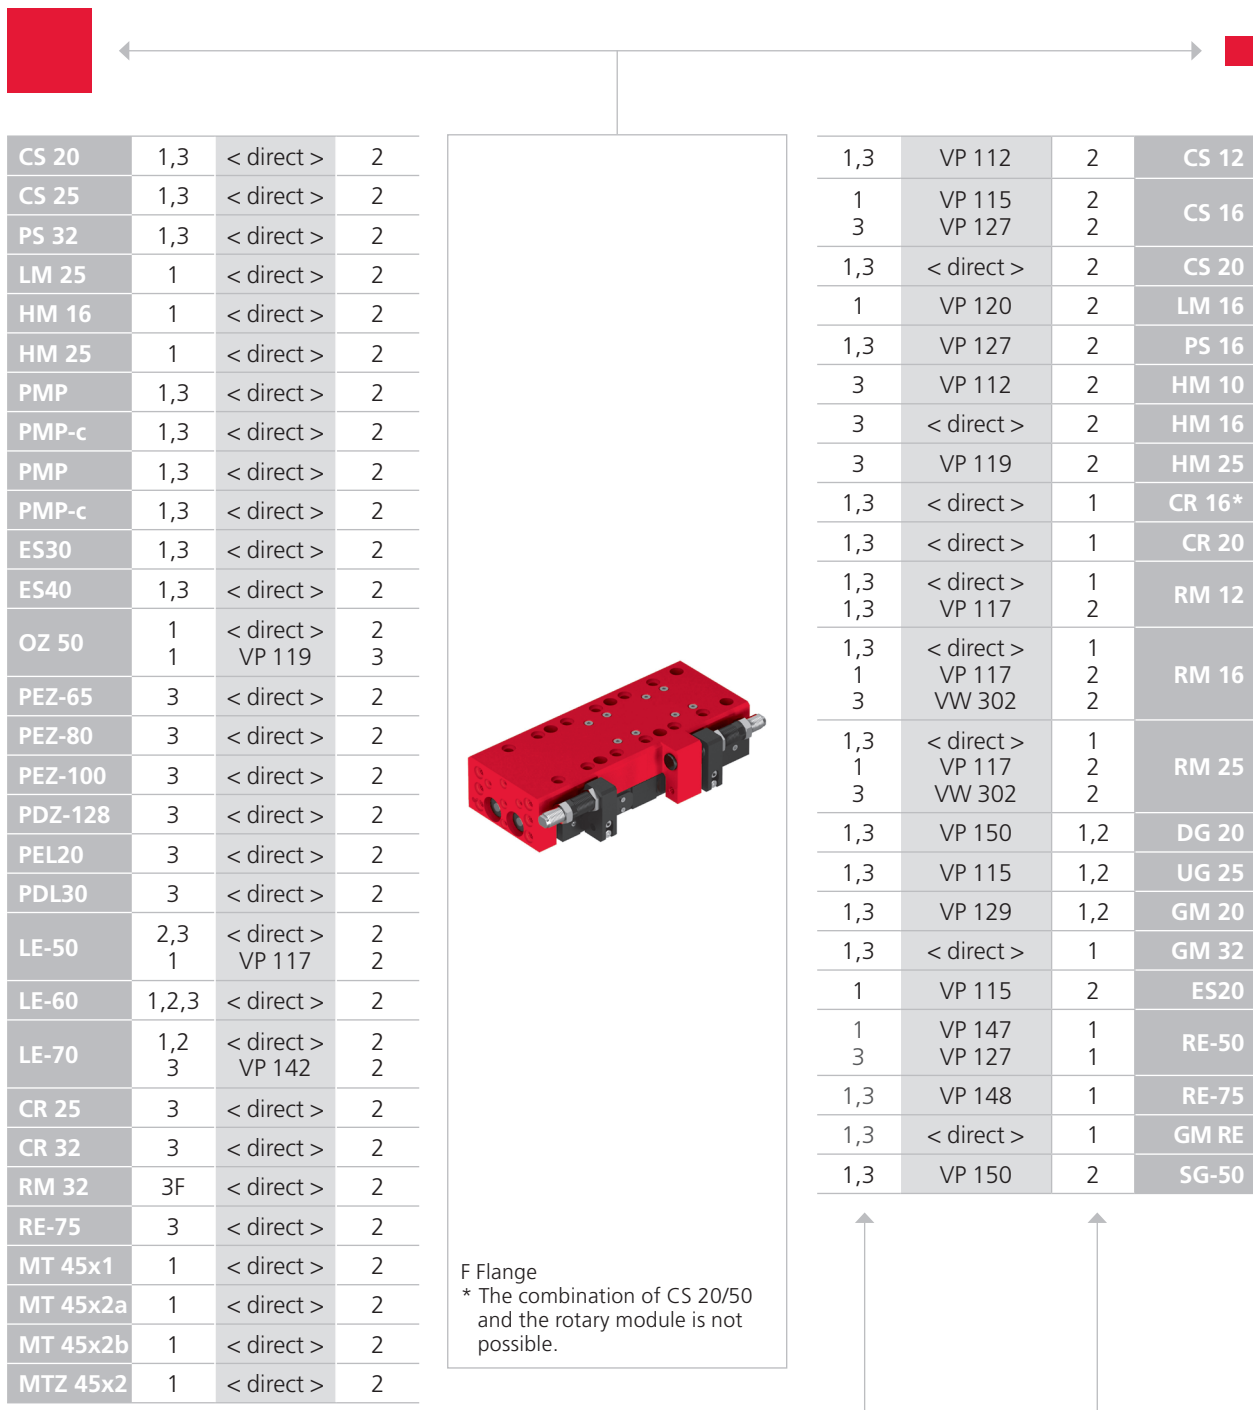 CS 20 1,3 < direct > 2
CS 25 1,3 < direct > 2
PS 32 1,3 < direct > 2
LM 25 1 < direct > 2
HM 16 1 < direct > 2
HM 25 1 < direct > 2
PMP 1,3 < direct > 2
PMP-c 1,3 < direct > 2
PMP 1,3 < direct > 2
PMP-c 1,3 < direct > 2
ES30 1,3 < direct > 2
ES40 1,3 < direct > 2
OZ 50 1 < direct > 2
1 VP 119 3
PEZ-65 3 < direct > 2
PEZ-80 3 < direct > 2
PEZ-100 3 < direct > 2
PDZ-128 3 < direct > 2
PEL20 3 < direct > 2
PDL30 3 < direct > 2
LE-50 2,3 < direct > 2
1 VP 117 2
LE-60 1,2,3 < direct > 2
LE-70 1,2 < direct > 2
3 VP 142 2
CR 25 3 < direct > 2
CR 32 3 < direct > 2
RM 32 3F < direct > 2
RE-75 3 < direct > 2
MT 45x1 1 < direct > 2
MT 45x2a 1 < direct > 2
MT 45x2b 1 < direct > 2
MTZ 45x2 1 < direct > 2
F Flange
* The combination of CS 20/50
and the rotary module is not
possible.
1,3 VP 112 2 CS 12
1 VP 115 2 CS 16
3 VP 127 2
1,3 < direct > 2 CS 20
1 VP 120 2 LM 16
1,3 VP 127 2 PS 16
3 VP 112 2 HM 10
3 < direct > 2 HM 16
3 VP 119 2 HM 25
1,3 < direct > 1 CR 16*
1,3 < direct > 1 CR 20
1,3 < direct > 1 RM 12
1,3 VP 117 2
1,3 < direct > 1
1 VP 117 2 RM 16
3 VW 302 2
1,3 < direct > 1
1 VP 117 2 RM 25
3 VW 302 2
1,3 VP 150 1,2 DG 20
1,3 VP 115 1,2 UG 25
1,3 VP 129 1,2 GM 20
1,3 < direct > 1 GM 32
1 VP 115 2 ES20
1 VP 147 1 RE-50
3 VP 127 1
1,3 VP 148 1 RE-75
1,3 < direct > 1 GM RE
1,3 VP 150 2 SG-50